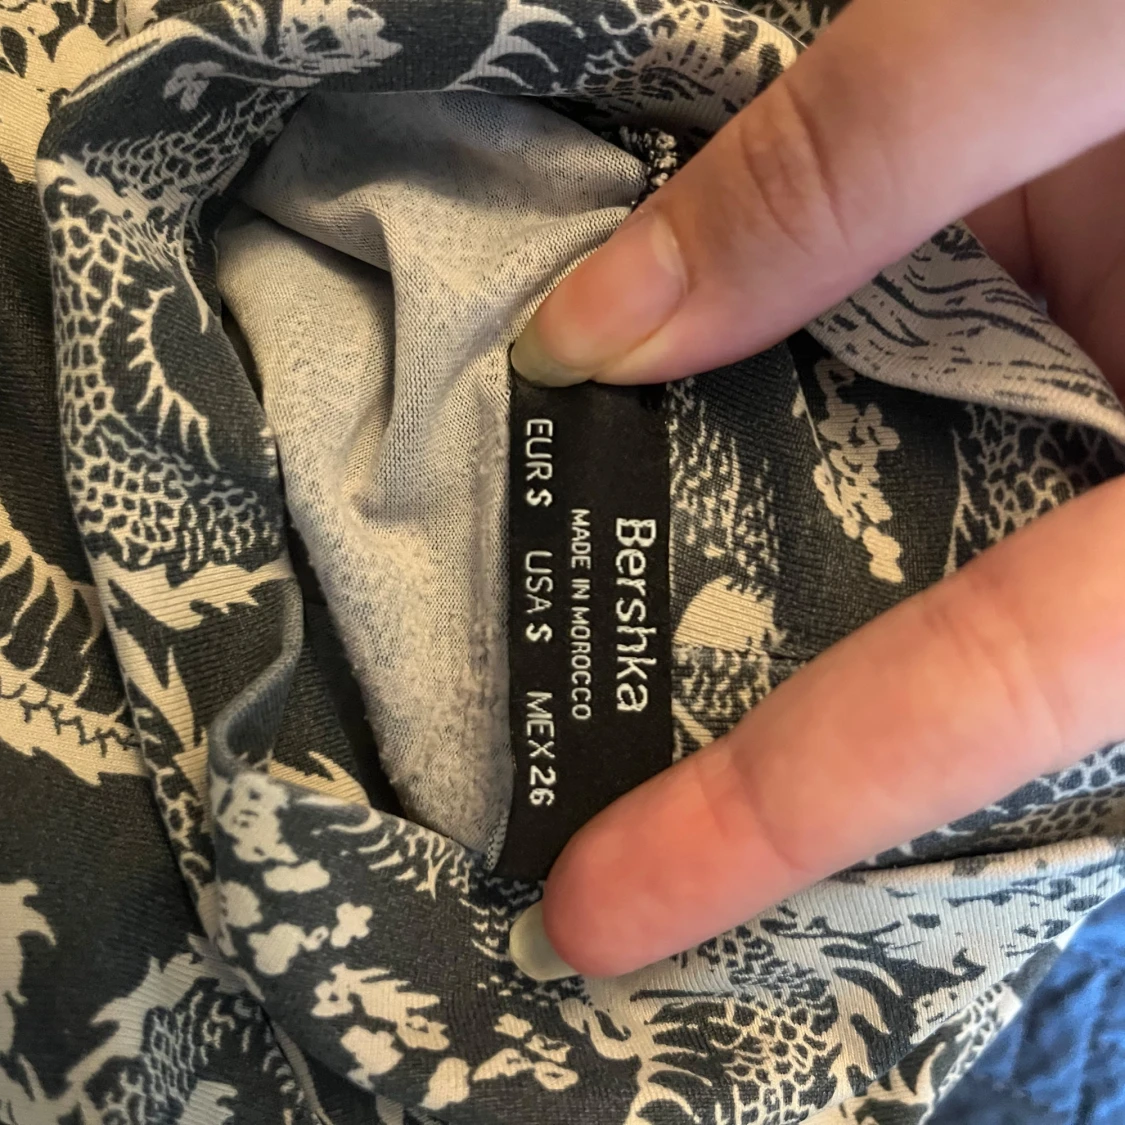 Bershka
MADE IN MOROCCO
EUR S USA S MEX 26